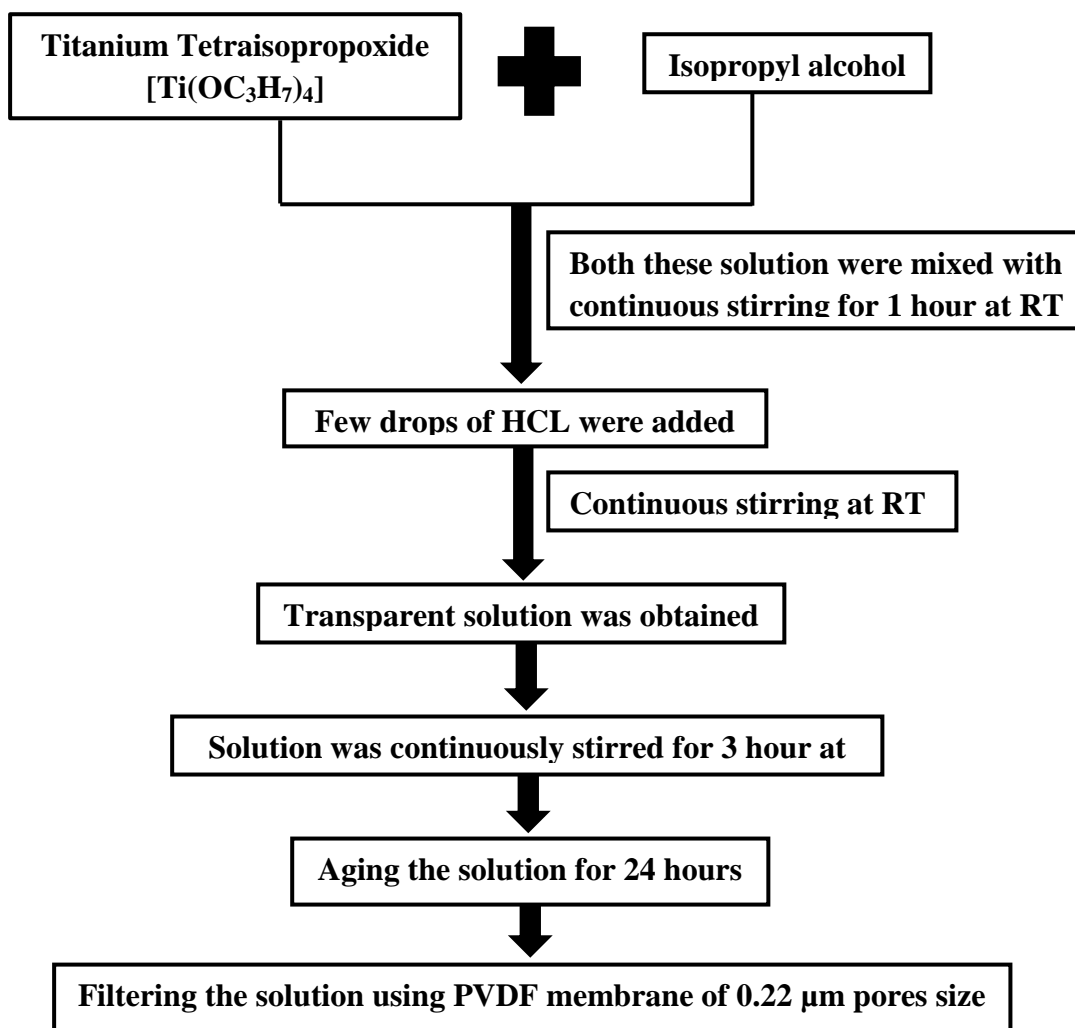 Titanium Tetraisopropoxide
[Ti(OC₃H₇)₄]
Isopropyl alcohol
Both these solution were mixed with
continuous stirring for 1 hour at RT
Few drops of HCL were added
Continuous stirring at RT
Transparent solution was obtained
Solution was continuously stirred for 3 hour at
Aging the solution for 24 hours
Filtering the solution using PVDF membrane of 0.22 µm pores size